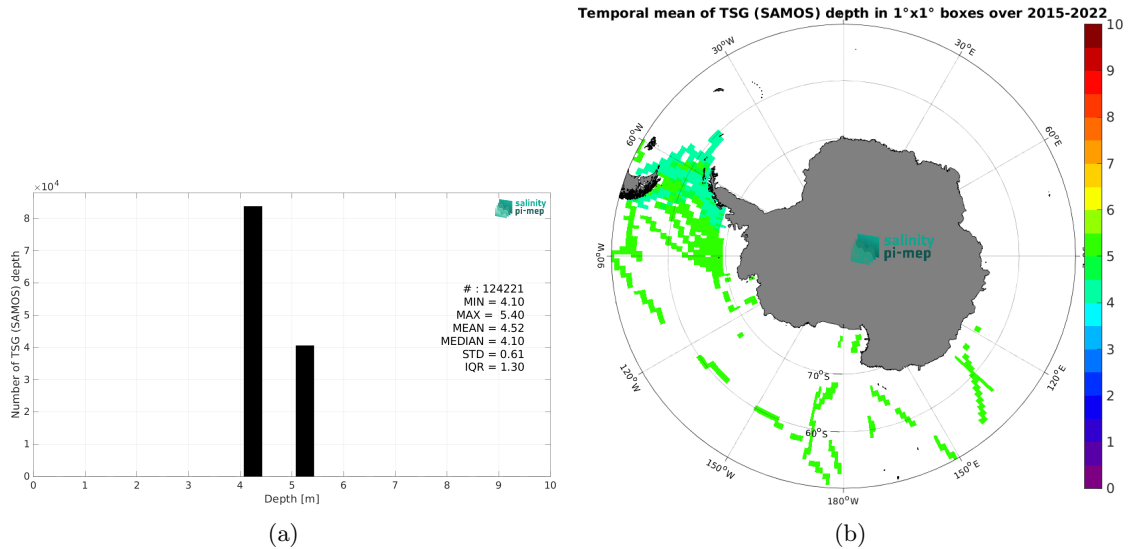 Temporal mean of TSG (SAMOS) depth in 1°x1° boxes over 2015-2022
×10⁴
8
7
6
5
4
3
2
1
0
Number of TSG (SAMOS) depth
salinity
pi-mep
# : 124221
MIN = 4.10
MAX = 5.40
MEAN = 4.52
MEDIAN = 4.10
STD = 0.61
IQR = 1.30
0 1 2 3 4 5 6 7 8 9 10
Depth [m]
(a)
30°W
30°E
60°W
60°E
90°W
120°W
120°E
150°W
150°E
180°W
70°S
60°S
salinity
pi-mep
10
9
8
7
6
5
4
3
2
1
0
(b)